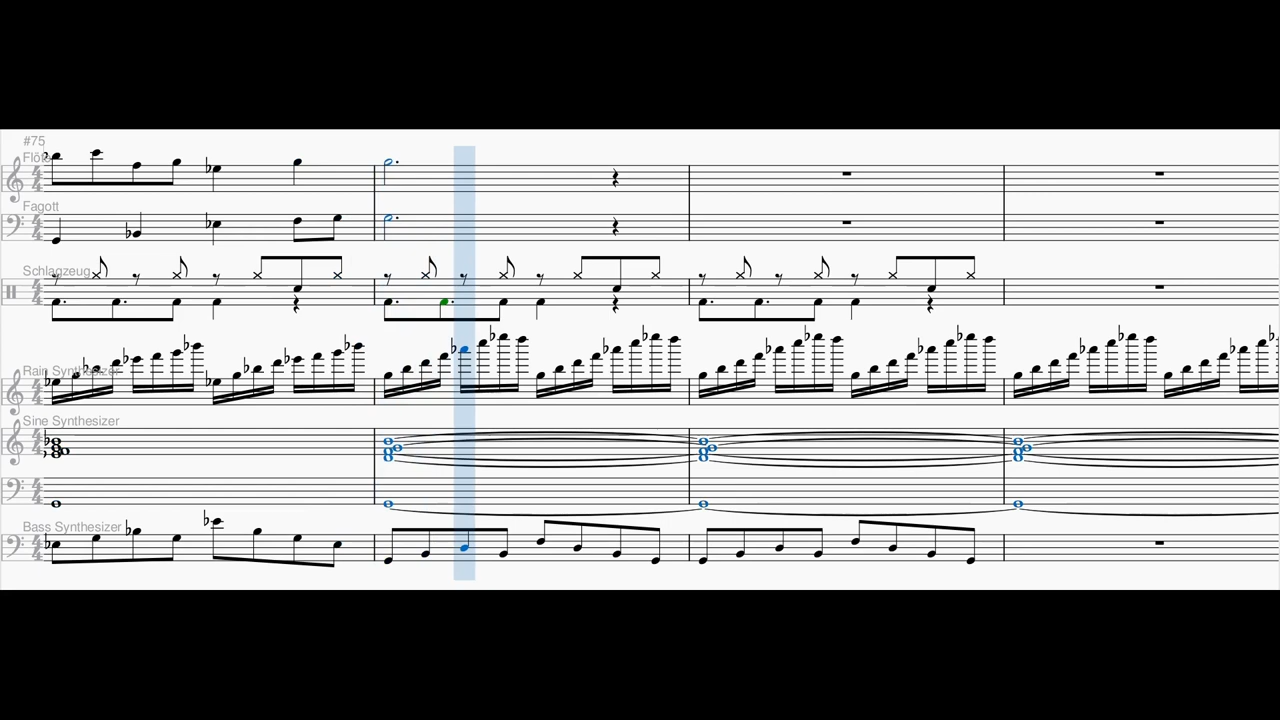 #75
Flöte
Fagott
Schlagzeug
Rain Synthesizer
Sine Synthesizer
Bass Synthesizer